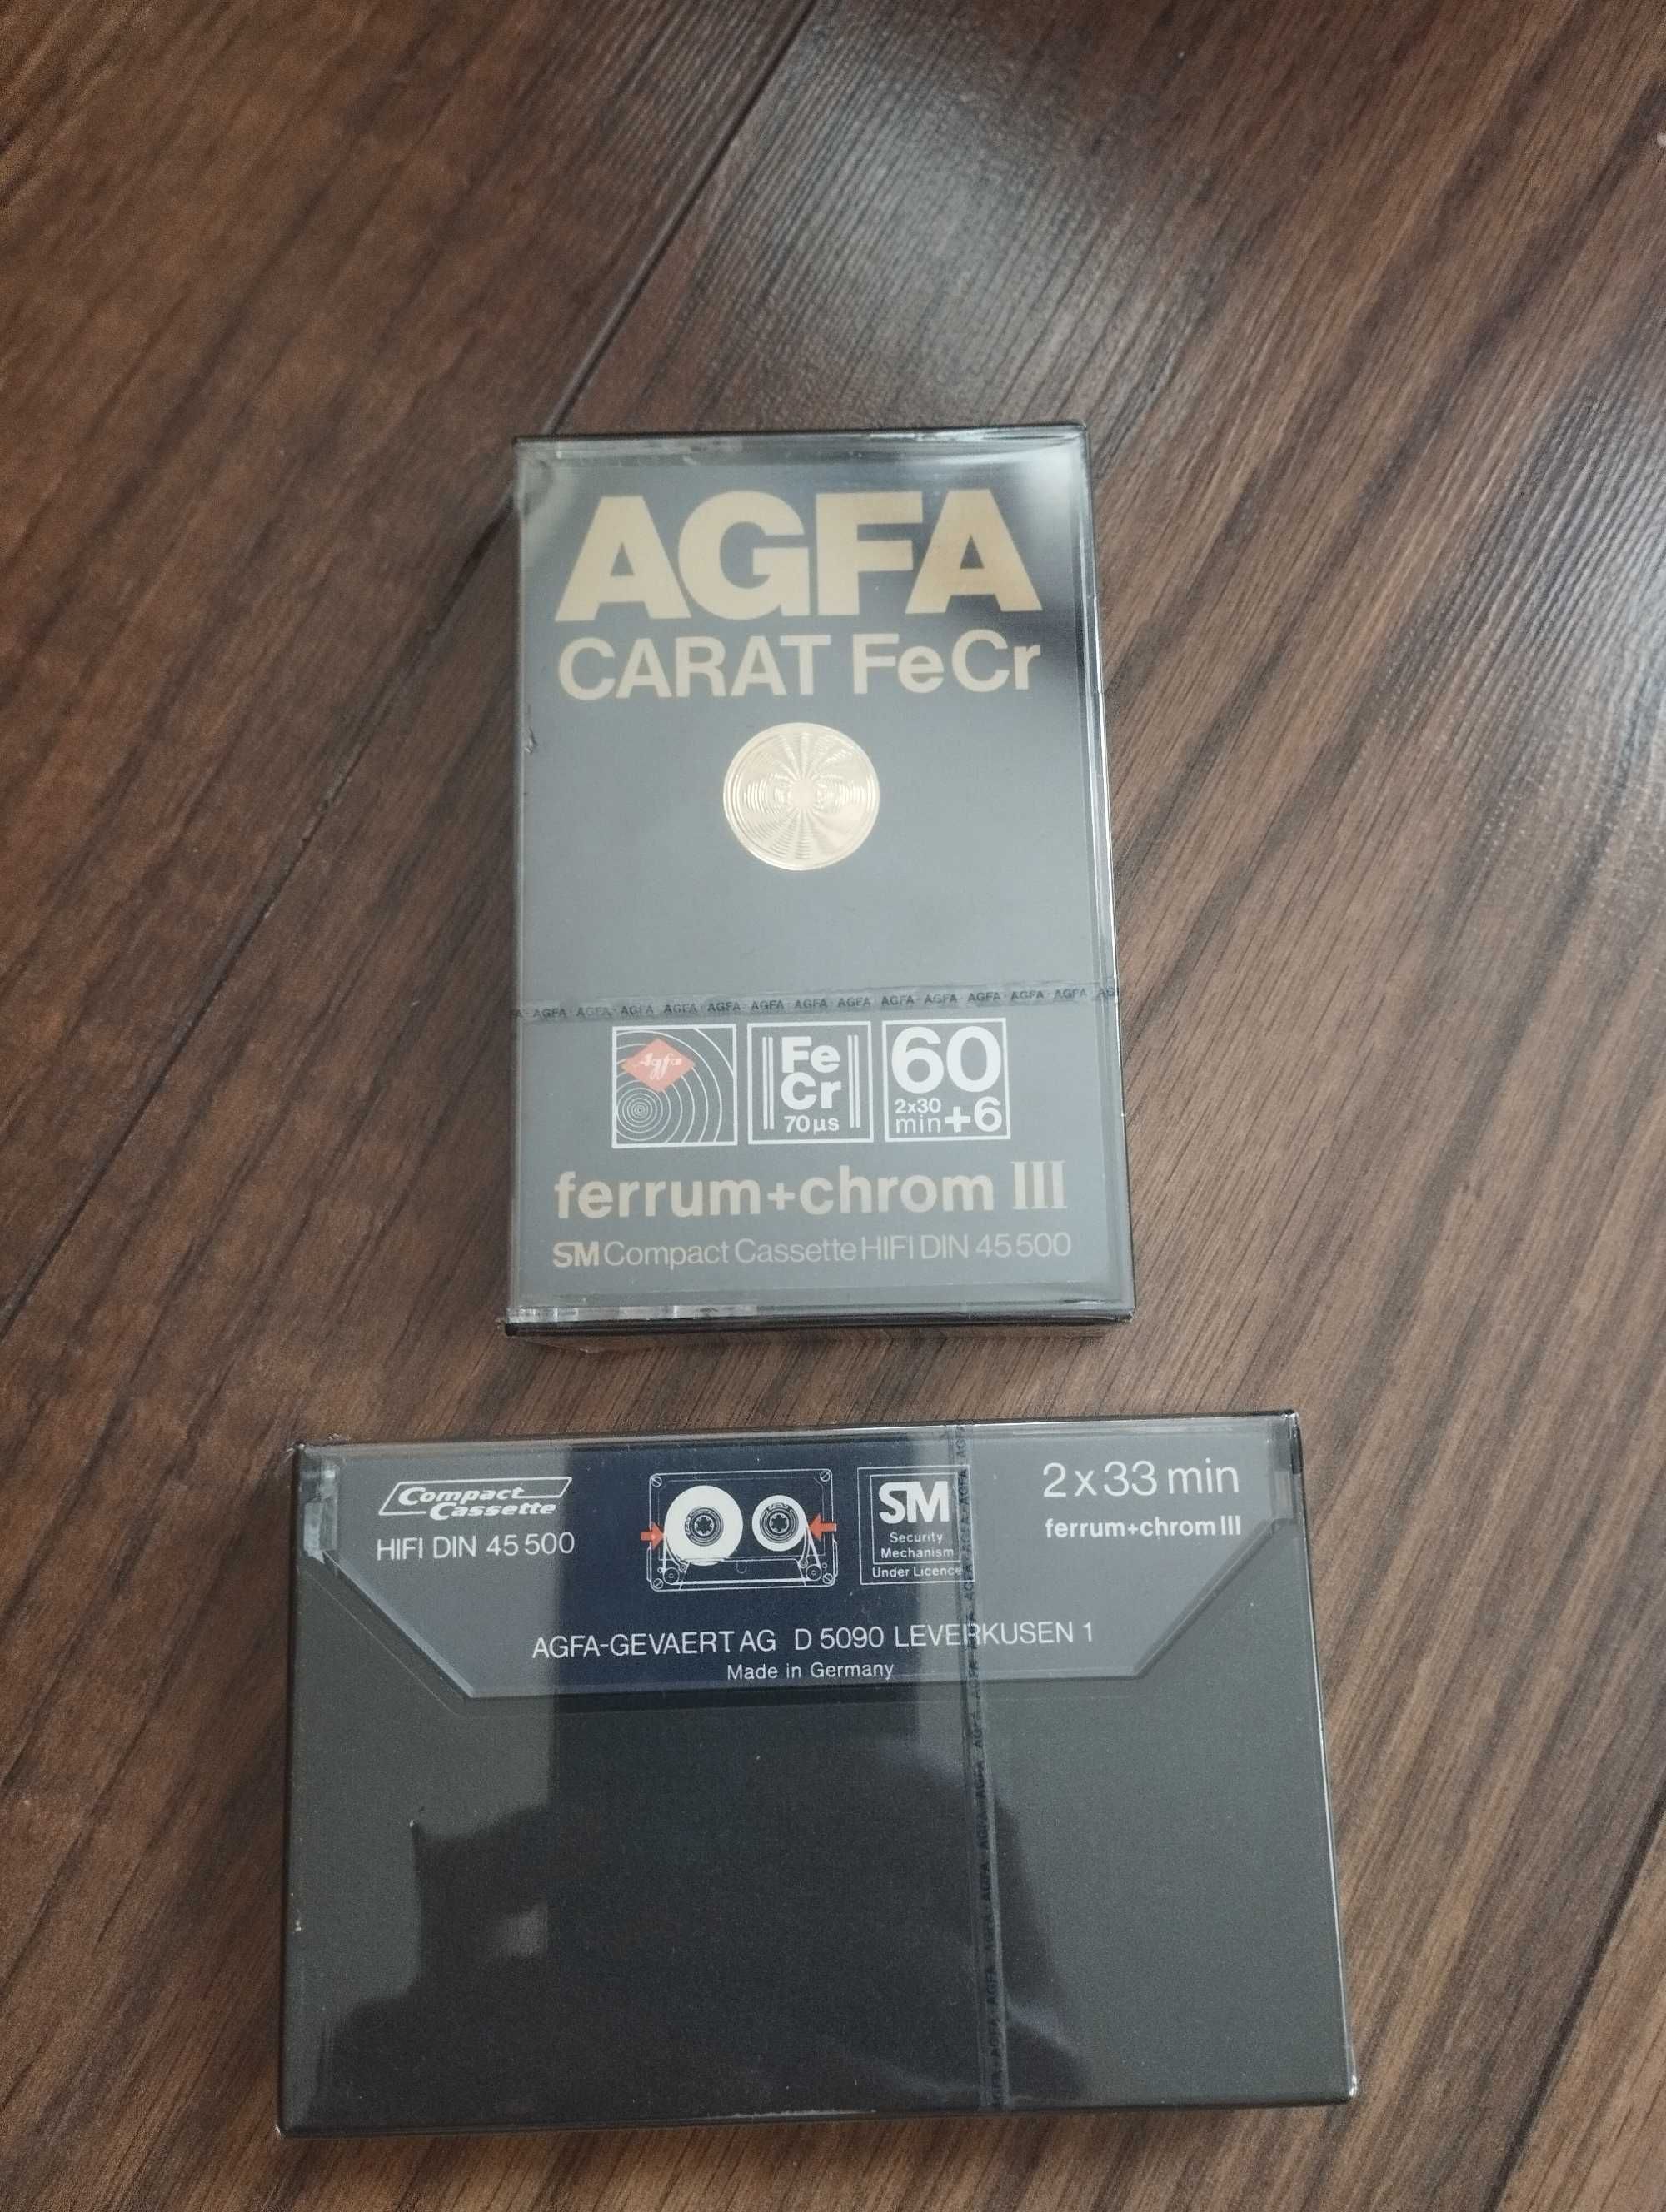 AGFA
CARAT FeCr
AGFA · AGFA · AGFA · AGFA · AGFA · AGFA · AGFA · AGFA · AGFA · AGFA · AGFA · AGFA · AGFA
Agfa
Fe
Cr
70 µs
60
2x30
min +6
ferrum+chrom III
SM Compact Cassette HIFI DIN 45 500
Compact
Cassette
HIFI DIN 45 500
SM
Security
Mechanism
Under Licence
2 x 33 min
ferrum+chrom III
AGFA-GEVAERT AG D 5090 LEVERKUSEN 1
Made in Germany